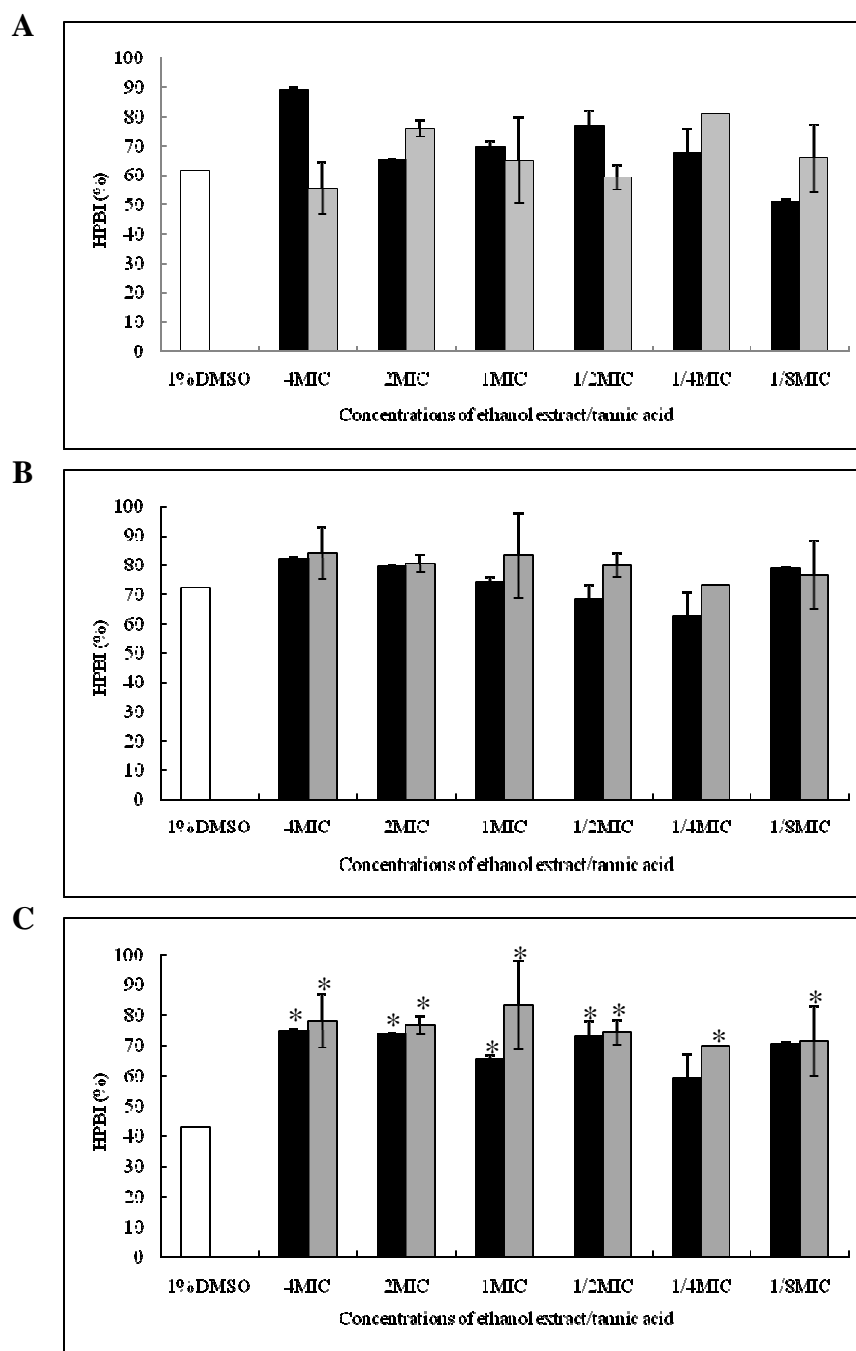 A
100
90
80
70
60
50
40
30
20
10
0
HPBI (%)
1%DMSO 4MIC 2MIC 1MIC 1/2MIC 1/4MIC 1/8MIC
Concentrations of ethanol extract/tannic acid
B
100
90
80
70
60
50
40
30
20
10
0
HPBI (%)
1%DMSO 4MIC 2MIC 1MIC 1/2MIC 1/4MIC 1/8MIC
Concentrations of ethanol extract/tannic acid
C
100
90
80
70
60
50
40
30
20
10
0
HPBI (%)
* * * * * * * * * *
1%DMSO 4MIC 2MIC 1MIC 1/2MIC 1/4MIC 1/8MIC
Concentrations of ethanol extract/tannic acid